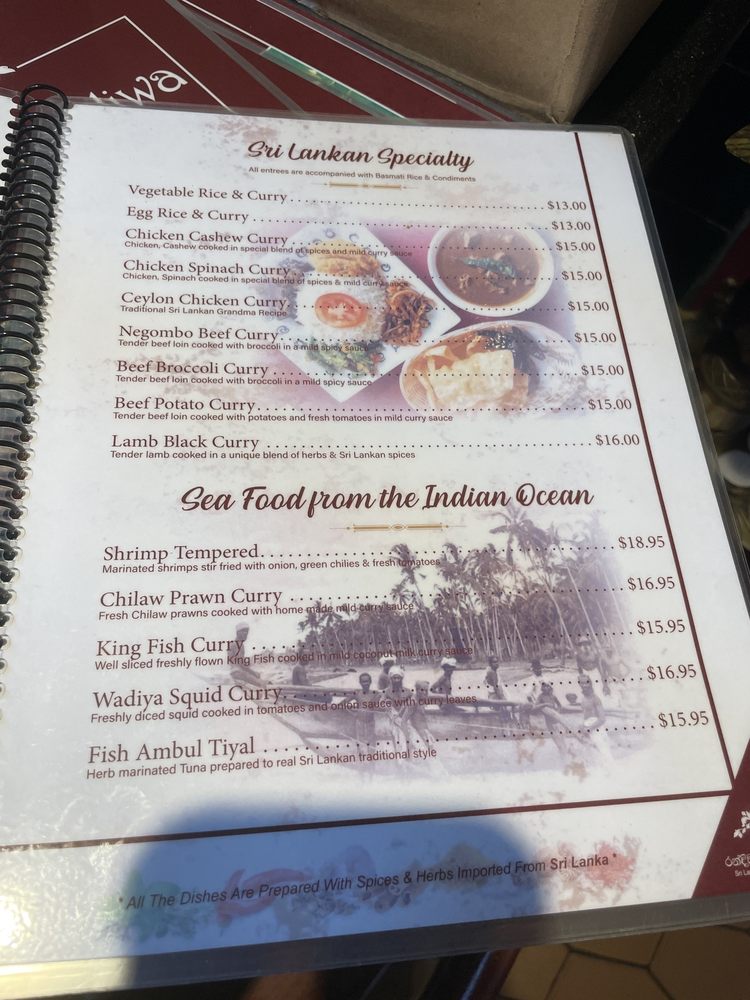 Sri Lankan Specialty
All entrees are accompanied with Basmati Rice & Condiments
Vegetable Rice & Curry $13.00
Egg Rice & Curry $13.00
Chicken Cashew Curry $15.00
Chicken, Cashew cooked in special blend of spices and mild curry sauce
Chicken Spinach Curry $15.00
Chicken, Spinach cooked in special blend of spices & mild curry sauce
Ceylon Chicken Curry $15.00
Traditional Sri Lankan Grandma Recipe
Negombo Beef Curry $15.00
Tender beef loin cooked with broccoli in a mild spicy sauce
Beef Broccoli Curry $15.00
Tender beef loin cooked with broccoli in a mild spicy sauce
Beef Potato Curry $15.00
Tender beef loin cooked with potatoes and fresh tomatoes in mild curry sauce
Lamb Black Curry $16.00
Tender lamb cooked in a unique blend of herbs & Sri Lankan spices
Sea Food from the Indian Ocean
Shrimp Tempered $18.95
Marinated shrimps stir fried with onion, green chilies & fresh tomatoes
Chilaw Prawn Curry $16.95
Fresh Chilaw prawns cooked with home made mild curry sauce
King Fish Curry $15.95
Well sliced freshly flown King Fish cooked in mild coconut milk curry sauce
Wadiya Squid Curry $16.95
Freshly diced squid cooked in tomatoes and onion sauce with curry leaves
Fish Ambul Tiyal $15.95
Herb marinated Tuna prepared to real Sri Lankan traditional style
* All The Dishes Are Prepared With Spices & Herbs Imported From Sri Lanka *